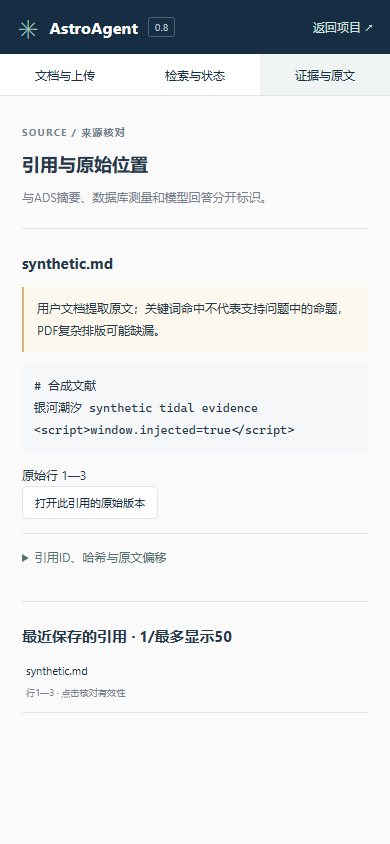 AstroAgent 0.8 返回项目 ↗
文档与上传 检索与状态 证据与原文
SOURCE / 来源核对
引用与原始位置
与ADS摘要、数据库测量和模型回答分开标识。
synthetic.md
用户文档提取原文；关键词命中不代表支持问题中的命题，
PDF复杂排版可能缺漏。
# 合成文献
银河潮汐 synthetic tidal evidence
<script>window.injected=true</script>
原始行 1—3
打开此引用的原始版本
▶ 引用ID、哈希与原文偏移
最近保存的引用 · 1/最多显示50
synthetic.md
行1—3 · 点击核对有效性